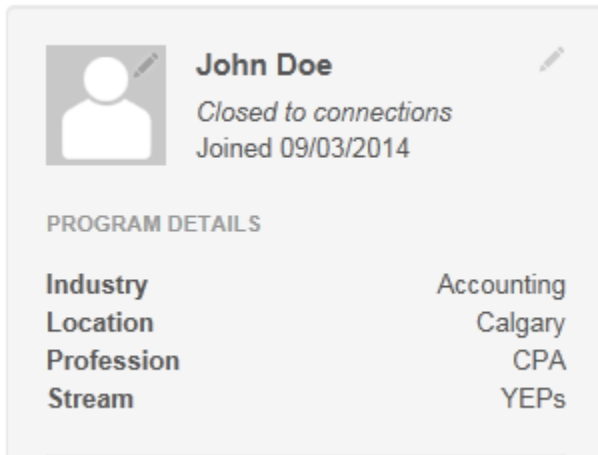 John Doe
Closed to connections
Joined 09/03/2014
PROGRAM DETAILS
Industry Accounting
Location Calgary
Profession CPA
Stream YEPs